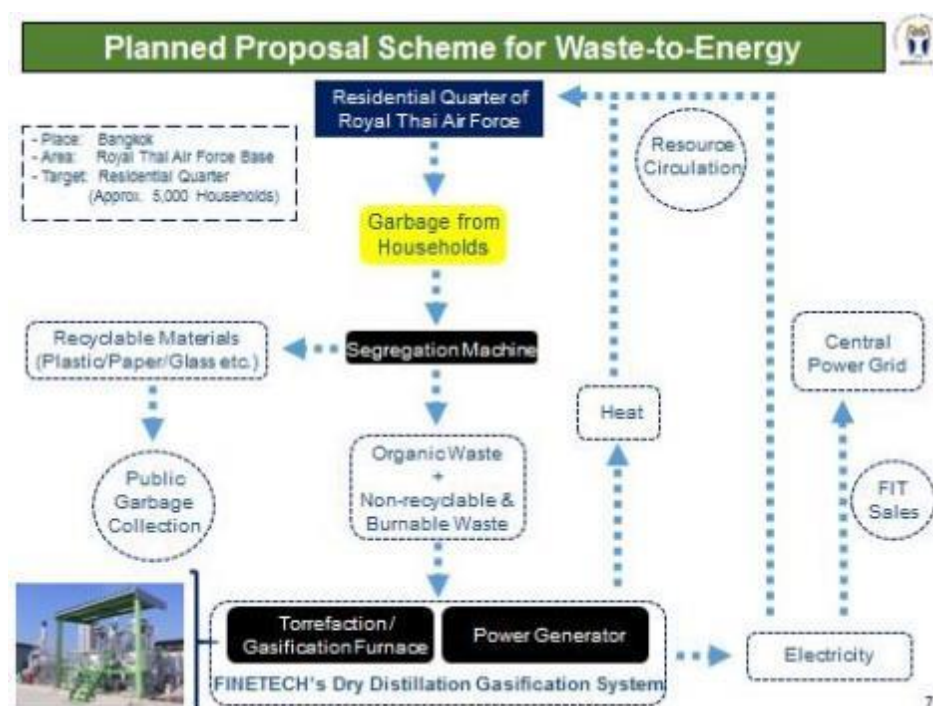 Planned Proposal Scheme for Waste-to-Energy
Residential Quarter of
Royal Thai Air Force
- Place: Bangkok
- Area: Royal Thai Air Force Base
- Target: Residential Quarter
(Approx. 5,000 Households)
Resource
Circulation
Garbage from
Households
Recyclable Materials
(Plastic/Paper/Glass etc.)
Segregation Machine
Central
Power Grid
Heat
Organic Waste
+
Non-recyclable &
Burnable Waste
Public
Garbage
Collection
FIT
Sales
Torrefaction /
Gasification Furnace
Power Generator
Electricity
FINETECH's Dry Distillation Gasification System
7